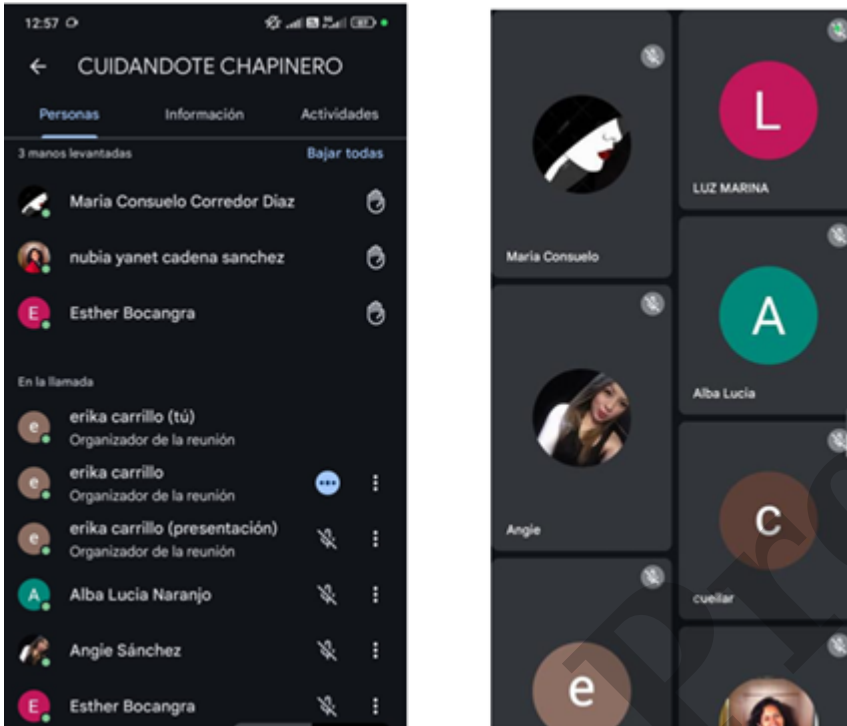 12:57
CUIDANDOTE CHAPINERO
Personas Información Actividades
3 manos levantadas Bajar todas
Maria Consuelo Corredor Diaz
nubia yanet cadena sanchez
E Esther Bocangra
En la llamada
e erika carrillo (tú)
Organizador de la reunión
e erika carrillo
Organizador de la reunión
e erika carrillo (presentación)
Organizador de la reunión
A Alba Lucia Naranjo
Angie Sánchez
E Esther Bocangra
Maria Consuelo
L
LUZ MARINA
A
Alba Lucia
Angie
c
cuellar
e